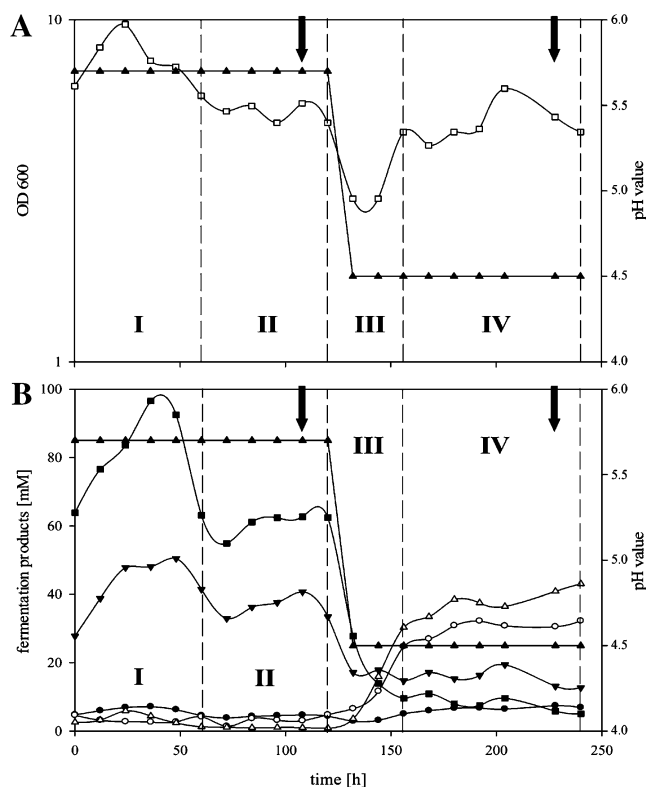 A
10
6.0
5.5
OD 600
5.0
pH value
4.5
I
II
III
IV
1
4.0
B
100
6.0
80
III
IV
5.5
60
fermentation products [mM]
5.0
pH value
40
4.5
20
I
II
0
4.0
0
50
100
150
200
250
time [h]